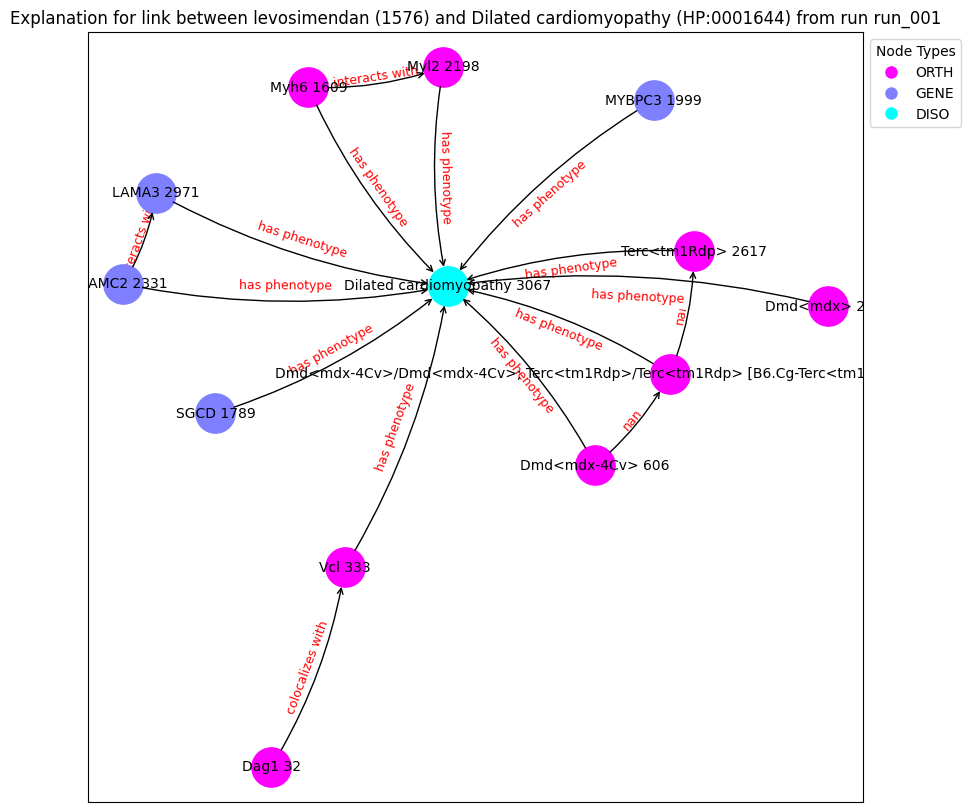 Explanation for link between levosimendan (1576) and Dilated cardiomyopathy (HP:0001644) from run run_001
Node Types
ORTH
GENE
DISO
Myh6 1609
interacts with
Myl2 2198
MYBPC3 1999
has phenotype
has phenotype
has phenotype
LAMA3 2971
has phenotype
Terc<tm1Rdp> 2617
has phenotype
AMC2 2331
has phenotype
Dilated cardiomyopathy 3067
has phenotype
Dmd<mdx> 2
nan
has phenotype
has phenotype
has phenotype
Dmd<mdx-4Cv>/Dmd<mdx-4Cv>, Terc<tm1Rdp>/Terc<tm1Rdp> [B6.Cg-Terc<tm1
SGCD 1789
nan
has phenotype
Dmd<mdx-4Cv> 606
Vcl 333
colocalizes with
Dag1 32